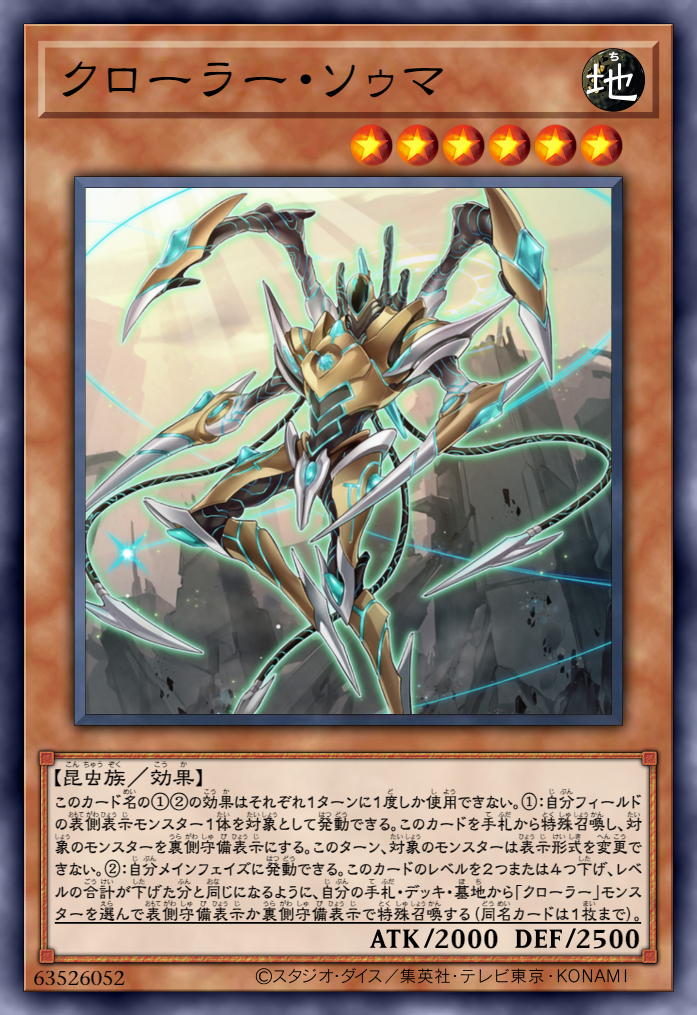 クローラー・ソゥマ
地
【昆虫族／効果】
このカード名の①②の効果はそれぞれ1ターンに1度しか使用できない。①：自分フィールド
の表側表示モンスター1体を対象として発動できる。このカードを手札から特殊召喚し、対
象のモンスターを裏側守備表示にする。このターン、対象のモンスターは表示形式を変更で
きない。②：自分メインフェイズに発動できる。このカードのレベルを２つまたは４つ下げ、レベ
ルの合計が下げた分と同じになるように、自分の手札・デッキ・墓地から「クローラー」モンス
ターを選んで表側守備表示か裏側守備表示で特殊召喚する（同名カードは１枚まで）。
ATK/2000 DEF/2500
63526052 ©スタジオ・ダイス／集英社・テレビ東京・KONAMI